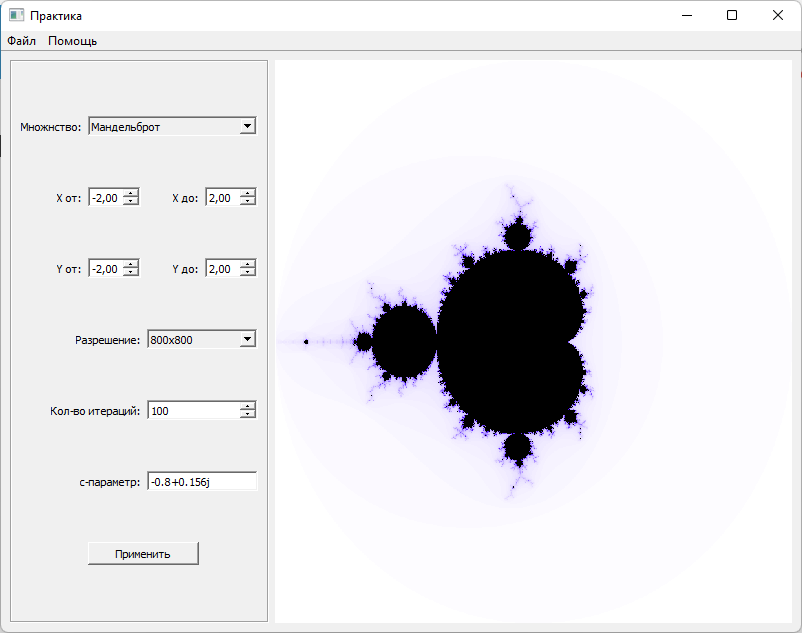 Практика
Файл Помощь
Множнство: Мандельброт
X от: -2,00 X до: 2,00
Y от: -2,00 Y до: 2,00
Разрешение: 800x800
Кол-во итераций: 100
c-параметр: -0.8+0.156j
Применить